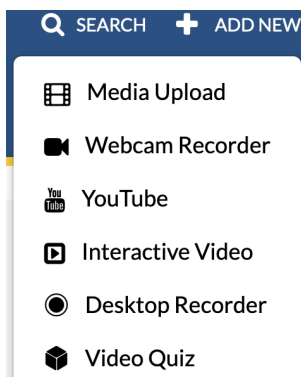 SEARCH ADD NEW
Media Upload
Webcam Recorder
You
Tube
YouTube
Interactive Video
Desktop Recorder
Video Quiz